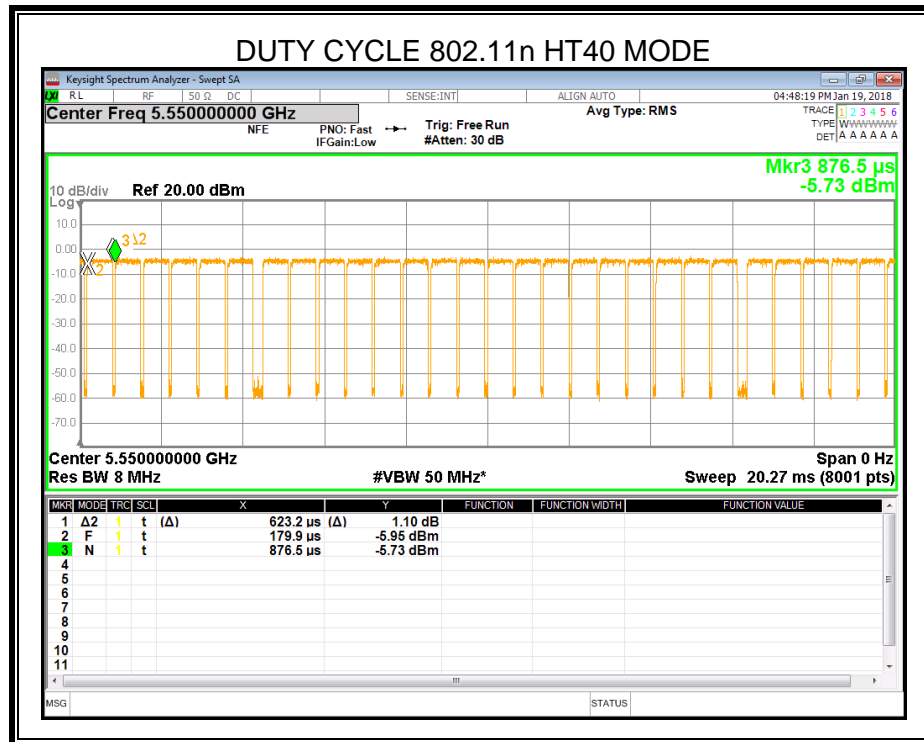 DUTY CYCLE 802.11n HT40 MODE
Keysight Spectrum Analyzer - Swept SA
LXI RL RF 50 Ω DC SENSE:INT ALIGN AUTO 04:48:19 PM Jan 19, 2018
Center Freq 5.550000000 GHz
NFE
PNO: Fast
IFGain:Low
Trig: Free Run
#Atten: 30 dB
Avg Type: RMS
TRACE 1 2 3 4 5 6
TYPE WWWWWW
DET A A A A A A
Mkr3 876.5 µs
-5.73 dBm
10 dB/div Ref 20.00 dBm
Log
10.0
0.00
-10.0
-20.0
-30.0
-40.0
-50.0
-60.0
-70.0
3Δ2
X2
Center 5.550000000 GHz Span 0 Hz
Res BW 8 MHz #VBW 50 MHz* Sweep 20.27 ms (8001 pts)
MKR MODE TRC SCL X Y FUNCTION FUNCTION WIDTH FUNCTION VALUE
1 Δ2 1 t (Δ) 623.2 µs (Δ) 1.10 dB
2 F 1 t 179.9 µs -5.95 dBm
3 N 1 t 876.5 µs -5.73 dBm
4
5
6
7
8
9
10
11
MSG STATUS